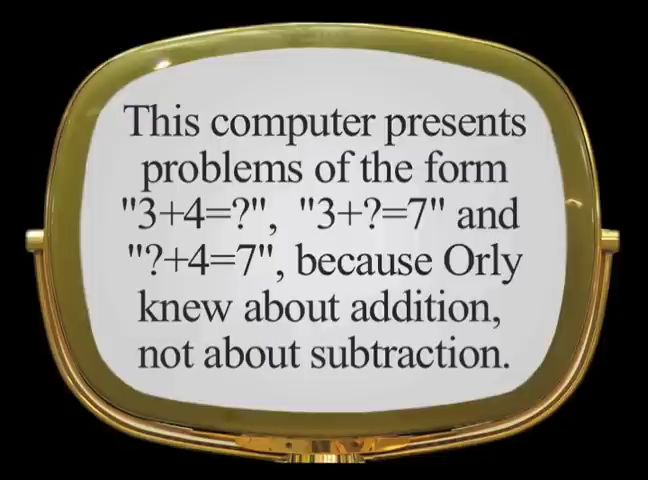 This computer presents
problems of the form
"3+4=?", "3+?=7" and
"?+4=7", because Orly
knew about addition,
not about subtraction.